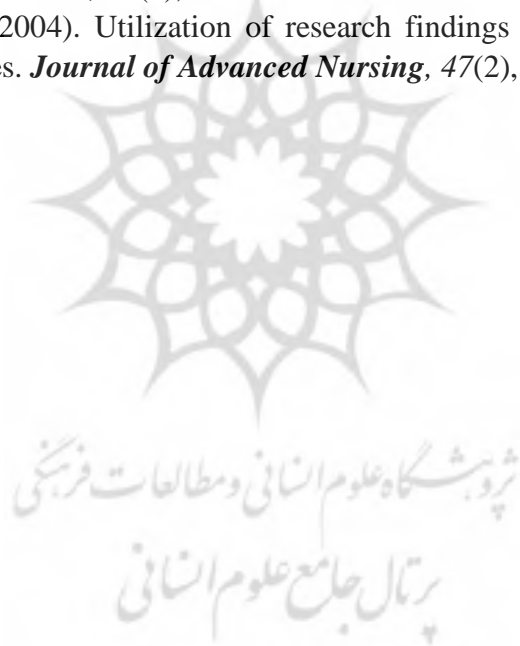 2004). Utilization of research findings
es. Journal of Advanced Nursing, 47(2),
پژوهشگاه علوم انسانی و مطالعات فرهنگی
پرتال جامع علوم انسانی